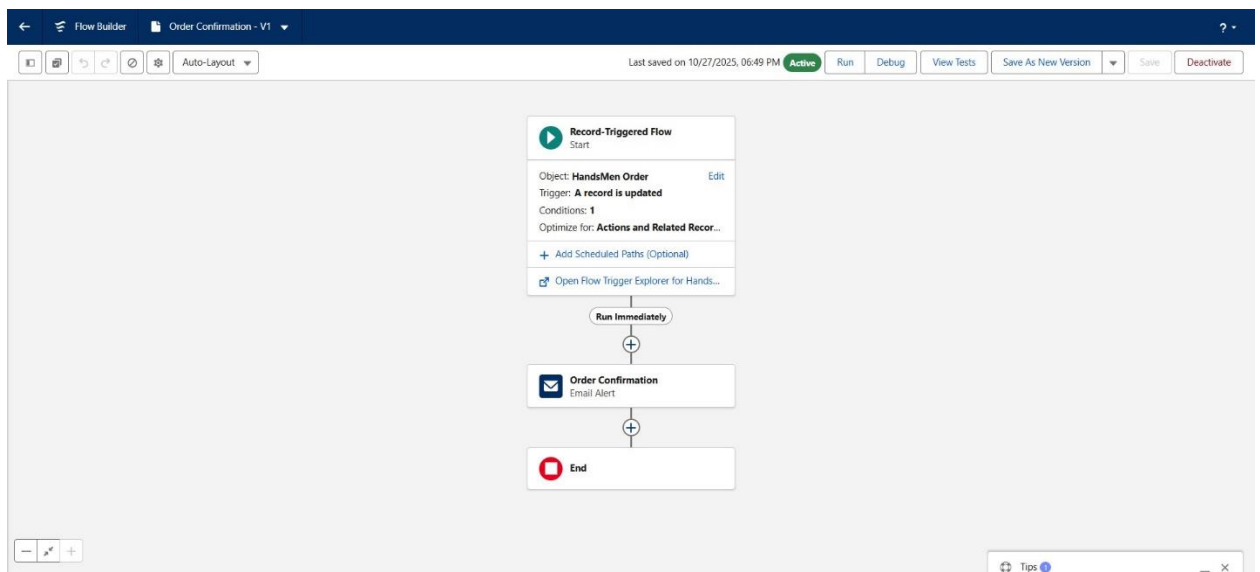 Flow Builder Order Confirmation - V1 ?
Auto-Layout Last saved on 10/27/2025, 06:49 PM Active Run Debug View Tests Save As New Version Save Deactivate
Record-Triggered Flow
Start
Object: HandsMen Order Edit
Trigger: A record is updated
Conditions: 1
Optimize for: Actions and Related Recor...
+ Add Scheduled Paths (Optional)
Open Flow Trigger Explorer for Hands...
Run Immediately
Order Confirmation
Email Alert
End
Tips 1